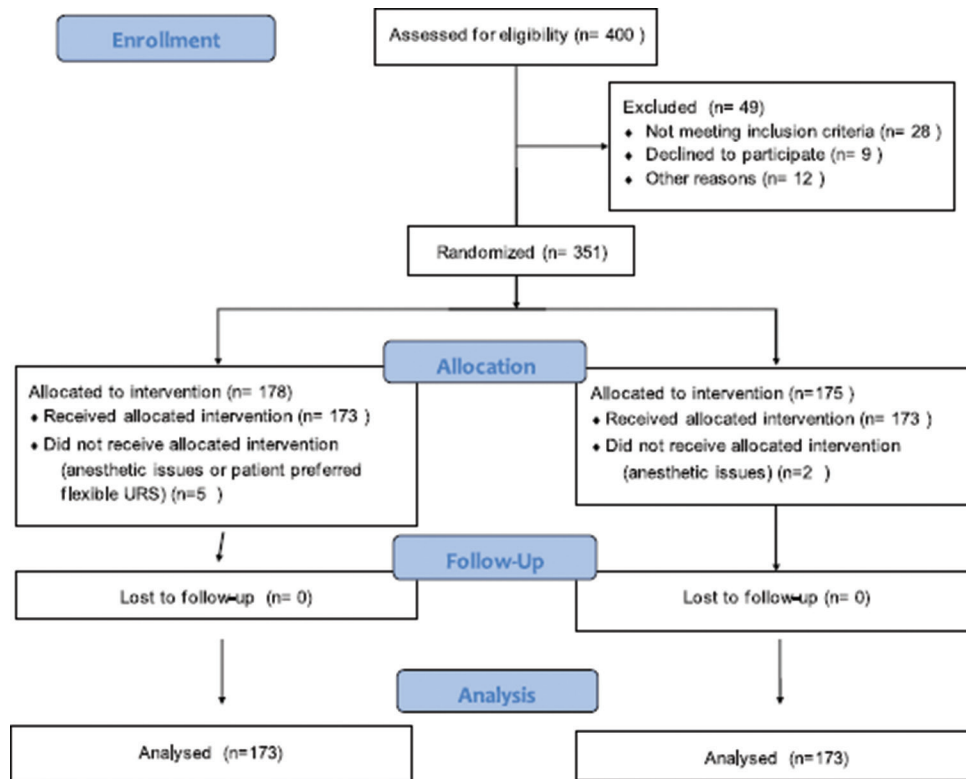 Enrollment
Assessed for eligibility (n= 400 )
Excluded (n= 49)
♦ Not meeting inclusion criteria (n= 28 )
♦ Declined to participate (n= 9 )
♦ Other reasons (n= 12 )
Randomized (n= 351)
Allocation
Allocated to intervention (n= 178)
♦ Received allocated intervention (n= 173 )
♦ Did not receive allocated intervention
(anesthetic issues or patient preferred
flexible URS) (n=5 )
Allocated to intervention (n=175)
♦ Received allocated intervention (n= 173 )
♦ Did not receive allocated intervention
(anesthetic issues) (n=2 )
Follow-Up
Lost to follow-up (n= 0)
Lost to follow-up (n= 0)
Analysis
Analysed (n=173)
Analysed (n=173)